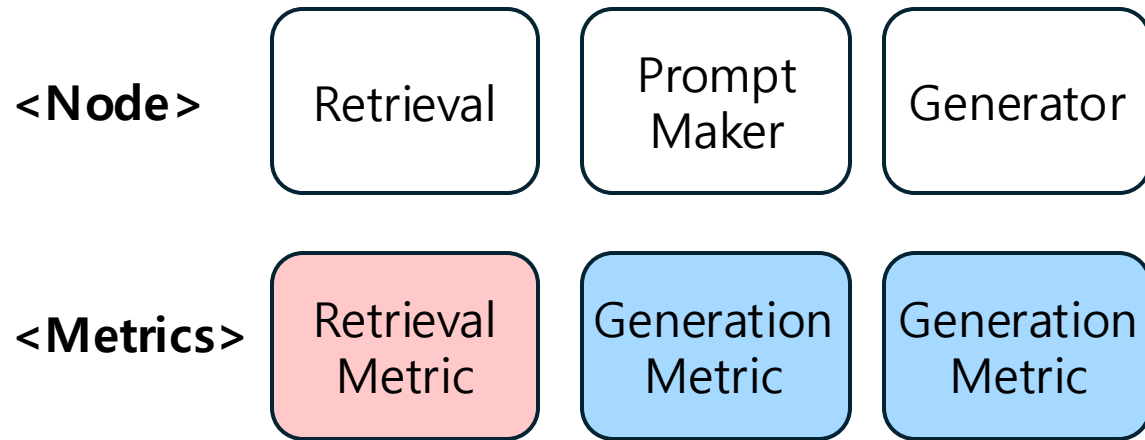 <Node>
Retrieval
Prompt
Maker
Generator
<Metrics>
Retrieval
Metric
Generation
Metric
Generation
Metric